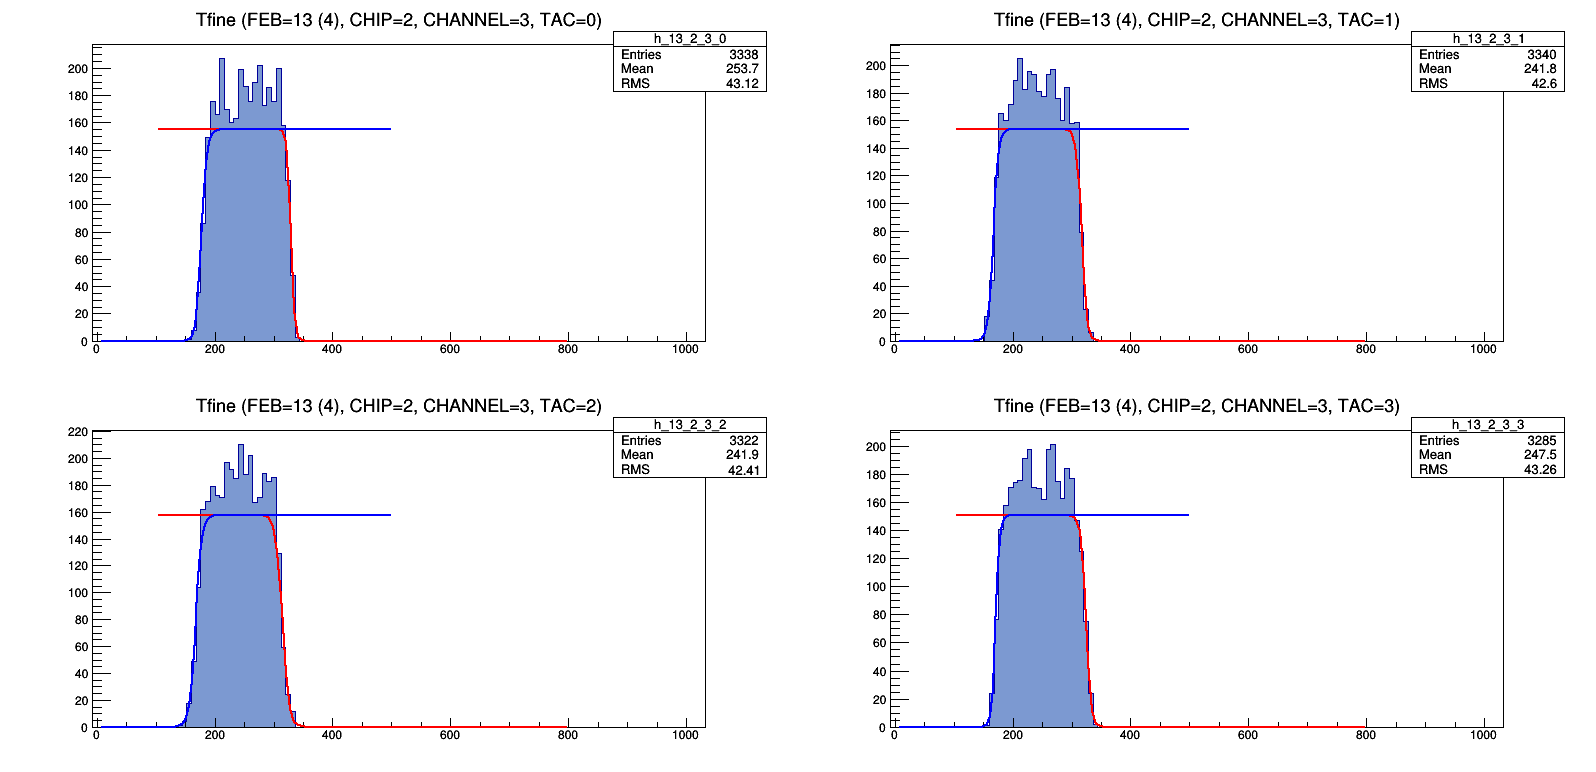 Tfine (FEB=13 (4), CHIP=2, CHANNEL=3, TAC=0)
h_13_2_3_0
Entries 3338
Mean 253.7
RMS 43.12
200
180
160
140
120
100
80
60
40
20
0
0 200 400 600 800 1000
Tfine (FEB=13 (4), CHIP=2, CHANNEL=3, TAC=1)
h_13_2_3_1
Entries 3340
Mean 241.8
RMS 42.6
200
180
160
140
120
100
80
60
40
20
0
0 200 400 600 800 1000
Tfine (FEB=13 (4), CHIP=2, CHANNEL=3, TAC=2)
h_13_2_3_2
Entries 3322
Mean 241.9
RMS 42.41
220
200
180
160
140
120
100
80
60
40
20
0
0 200 400 600 800 1000
Tfine (FEB=13 (4), CHIP=2, CHANNEL=3, TAC=3)
h_13_2_3_3
Entries 3285
Mean 247.5
RMS 43.26
200
180
160
140
120
100
80
60
40
20
0
0 200 400 600 800 1000